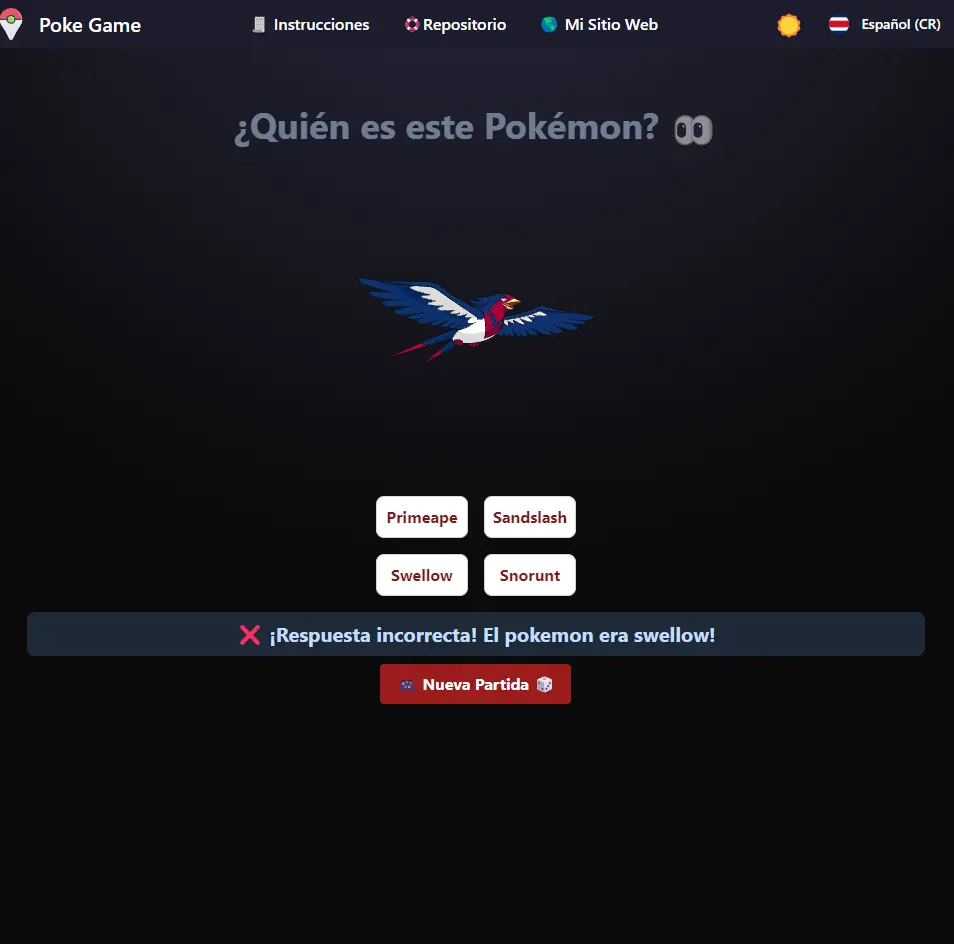 Poke Game
Instrucciones
Repositorio
Mi Sitio Web
Español (CR)
¿Quién es este Pokémon?
Primeape
Sandslash
Swellow
Snorunt
¡Respuesta incorrecta! El pokemon era swellow!
Nueva Partida